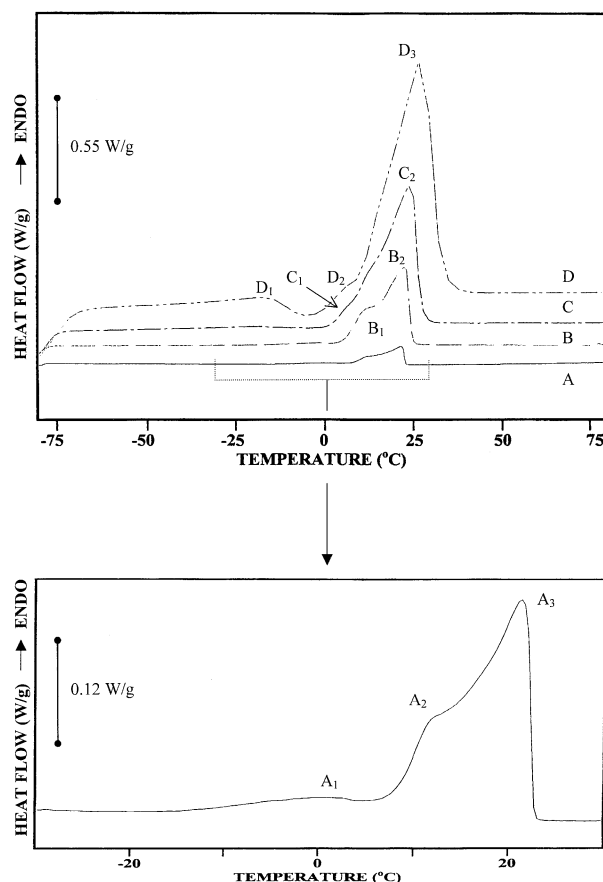 HEAT FLOW (W/g) → ENDO
0.55 W/g
D₃
C₂
B₂
C₁
D₂
D₁
B₁
D
C
B
A
-75 -50 -25 0 25 50 75
TEMPERATURE (°C)
HEAT FLOW (W/g) → ENDO
0.12 W/g
A₃
A₂
A₁
-20 0 20
TEMPERATURE (°C)